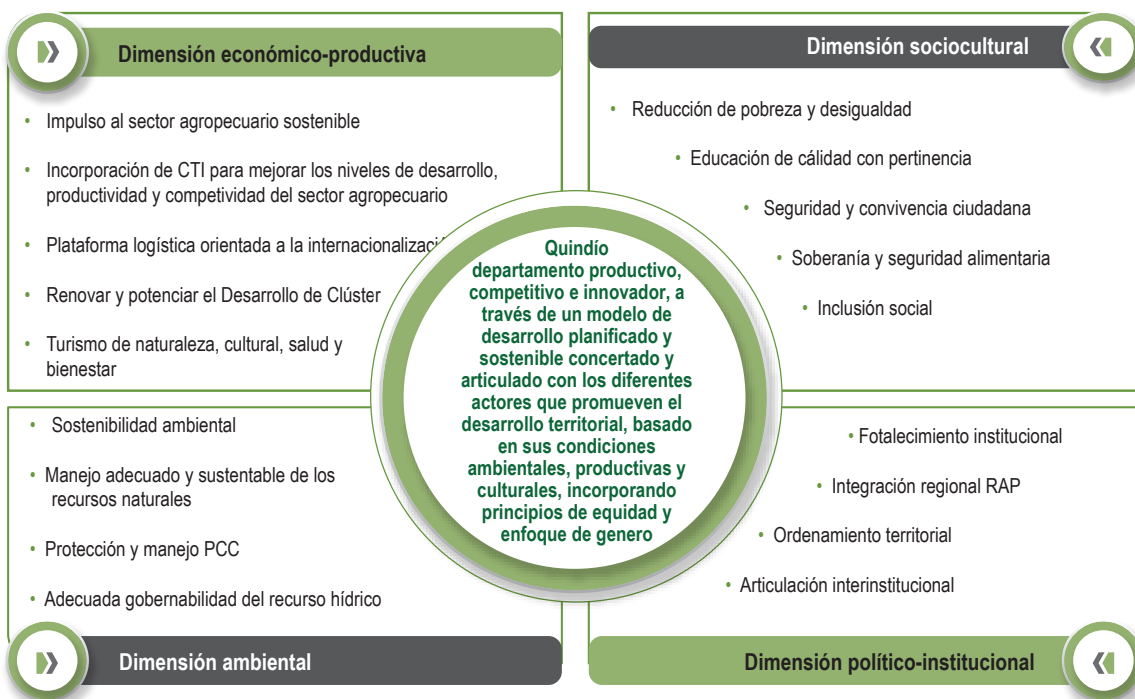 Dimensión económico-productiva
• Impulso al sector agropecuario sostenible
• Incorporación de CTI para mejorar los niveles de desarrollo,
productividad y competividad del sector agropecuario
• Plataforma logística orientada a la internacionalizació
• Renovar y potenciar el Desarrollo de Clúster
• Turismo de naturaleza, cultural, salud y
bienestar
Dimensión sociocultural
• Reducción de pobreza y desigualdad
• Educación de cálidad con pertinencia
• Seguridad y convivencia ciudadana
• Soberanía y seguridad alimentaria
• Inclusión social
Quindío
departamento productivo,
competitivo e innovador, a
través de un modelo de
desarrollo planificado y
sostenible concertado y
articulado con los diferentes
actores que promueven el
desarrollo territorial, basado
en sus condiciones
ambientales, productivas y
culturales, incorporando
principios de equidad y
enfoque de genero
• Sostenibilidad ambiental
• Manejo adecuado y sustentable de los
recursos naturales
• Protección y manejo PCC
• Adecuada gobernabilidad del recurso hídrico
Dimensión ambiental
• Fotalecimiento institucional
• Integración regional RAP
• Ordenamiento territorial
• Articulación interinstitucional
Dimensión político-institucional